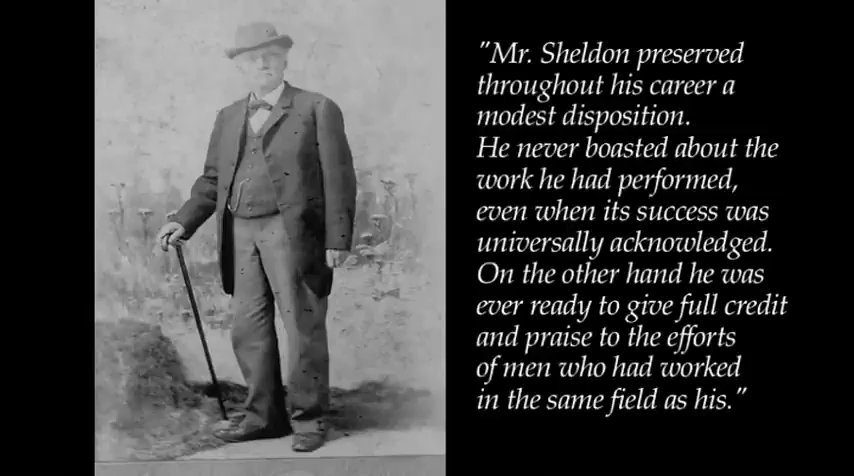 "Mr. Sheldon preserved
throughout his career a
modest disposition.
He never boasted about the
work he had performed,
even when its success was
universally acknowledged.
On the other hand he was
ever ready to give full credit
and praise to the efforts
of men who had worked
in the same field as his."